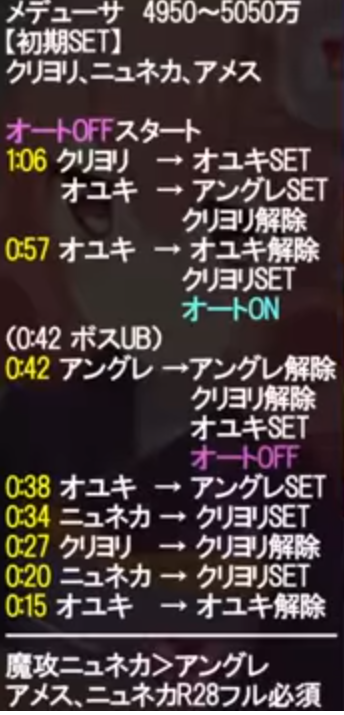 メデューサ 4950～5050万
【初期SET】
クリヨリ、ニュネカ、アメス
オートOFFスタート
1:06 クリヨリ → オユキSET
オユキ → アングレSET
クリヨリ解除
0:57 オユキ → オユキ解除
クリヨリSET
オートON
(0:42 ボスUB)
0:42 アングレ →アングレ解除
クリヨリ解除
オユキSET
オートOFF
0:38 オユキ → アングレSET
0:34 ニュネカ → クリヨリSET
0:27 クリヨリ → クリヨリ解除
0:20 ニュネカ → クリヨリSET
0:15 オユキ → オユキ解除
魔攻ニュネカ>アングレ
アメス、ニュネカR28フル必須